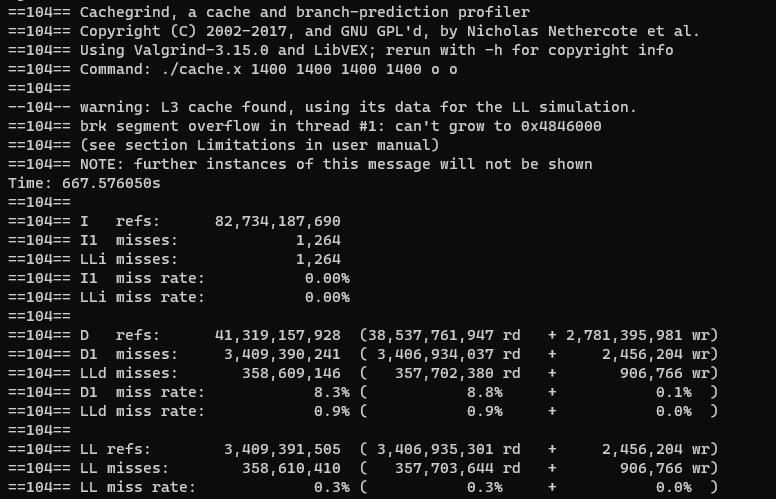 ==104== Cachegrind, a cache and branch-prediction profiler
==104== Copyright (C) 2002-2017, and GNU GPL'd, by Nicholas Nethercote et al.
==104== Using Valgrind-3.15.0 and LibVEX; rerun with -h for copyright info
==104== Command: ./cache.x 1400 1400 1400 1400 o o
==104==
--104-- warning: L3 cache found, using its data for the LL simulation.
==104== brk segment overflow in thread #1: can't grow to 0x4846000
==104== (see section Limitations in user manual)
==104== NOTE: further instances of this message will not be shown
Time: 667.576050s
==104==
==104== I   refs:      82,734,187,690
==104== I1  misses:             1,264
==104== LLi misses:             1,264
==104== I1  miss rate:           0.00%
==104== LLi miss rate:           0.00%
==104==
==104== D   refs:      41,319,157,928  (38,537,761,947 rd   + 2,781,395,981 wr)
==104== D1  misses:     3,409,390,241  ( 3,406,934,037 rd   +     2,456,204 wr)
==104== LLd misses:       358,609,146  (   357,702,380 rd   +       906,766 wr)
==104== D1  miss rate:            8.3% (           8.8%     +           0.1%  )
==104== LLd miss rate:            0.9% (           0.9%     +           0.0%  )
==104==
==104== LL refs:        3,409,391,505  ( 3,406,935,301 rd   +     2,456,204 wr)
==104== LL misses:        358,610,410  (   357,703,644 rd   +       906,766 wr)
==104== LL miss rate:             0.3% (           0.3%     +           0.0%  )